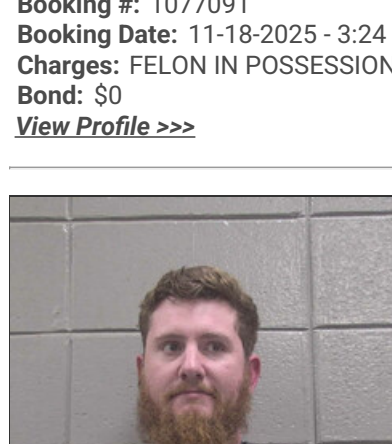 Booking #: 1077091
Booking Date: 11-18-2025 - 3:24
Charges: FELON IN POSSESSION
Bond: $0
View Profile >>>